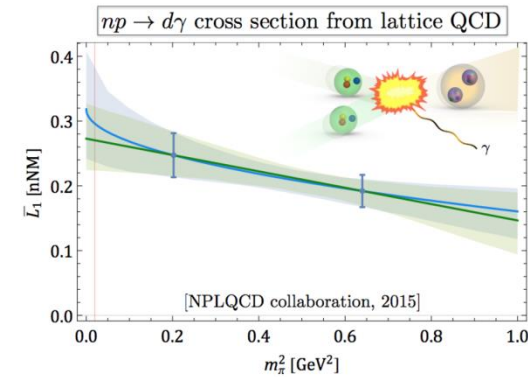 np → dγ cross section from lattice QCD
0.4
0.3
0.2
0.1
0.0
L̅₁ [nNM]
γ
[NPLQCD collaboration, 2015]
0.0 0.2 0.4 0.6 0.8 1.0
m²_π [GeV²]